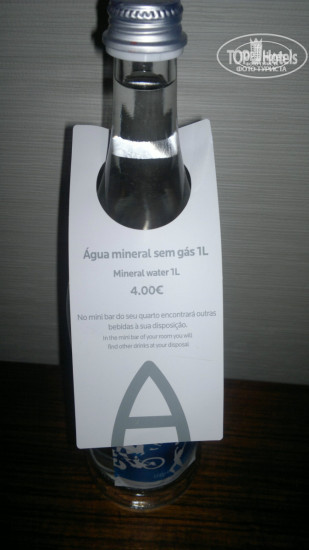 TOP Hotels
ФОТО ТУРИСТА
Água mineral sem gás 1L
Mineral water 1L
4.00€
No mini bar do seu quarto encontrará outras
bebidas à sua disposição.
In the mini bar of your room you will
find other drinks at your disposal.